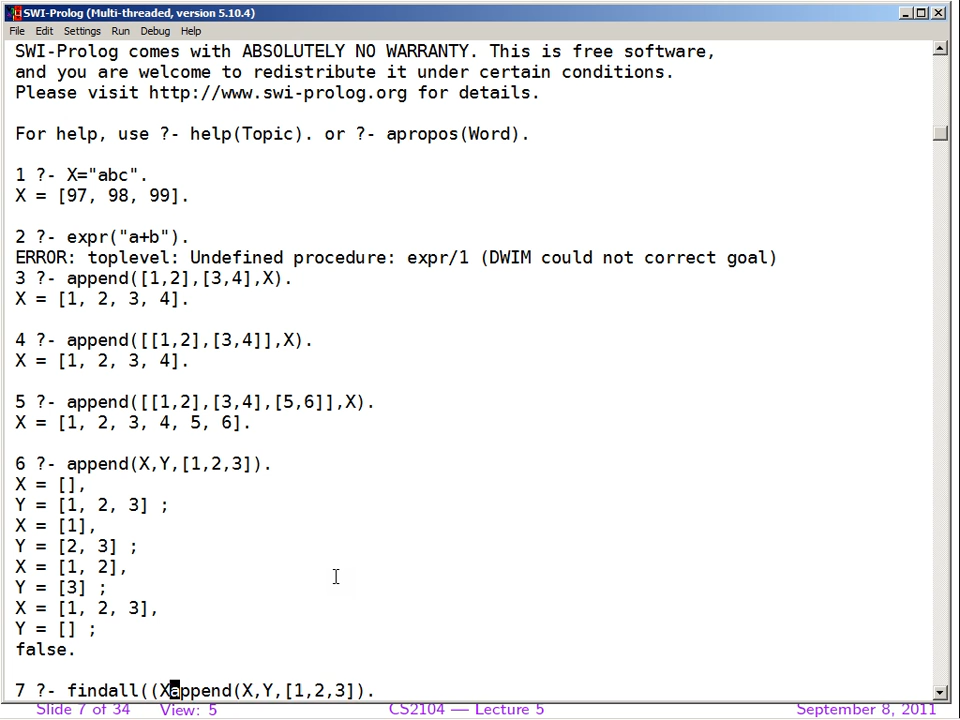 SWI-Prolog (Multi-threaded, version 5.10.4)
File Edit Settings Run Debug Help
SWI-Prolog comes with ABSOLUTELY NO WARRANTY. This is free software,
and you are welcome to redistribute it under certain conditions.
Please visit http://www.swi-prolog.org for details.
For help, use ?- help(Topic). or ?- apropos(Word).
1 ?- X="abc".
X = [97, 98, 99].
2 ?- expr("a+b").
ERROR: toplevel: Undefined procedure: expr/1 (DWIM could not correct goal)
3 ?- append([1,2],[3,4],X).
X = [1, 2, 3, 4].
4 ?- append([[1,2],[3,4]],X).
X = [1, 2, 3, 4].
5 ?- append([[1,2],[3,4],[5,6]],X).
X = [1, 2, 3, 4, 5, 6].
6 ?- append(X,Y,[1,2,3]).
X = [],
Y = [1, 2, 3] ;
X = [1],
Y = [2, 3] ;
X = [1, 2],
Y = [3] ;
X = [1, 2, 3],
Y = [] ;
false.
7 ?- findall((Xappend(X,Y,[1,2,3]).
Slide 7 of 34 View: 5 CS2104 — Lecture 5 September 8, 2011